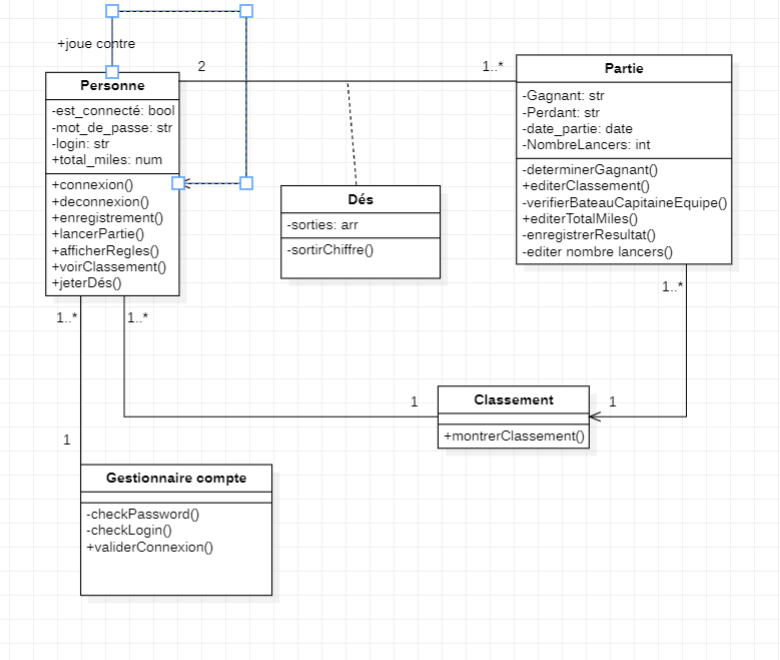 +joue contre
Personne
-est_connecté: bool
-mot_de_passe: str
-login: str
+total_miles: num
+connexion()
+deconnexion()
+enregistrement()
+lancerPartie()
+afficherRegles()
+voirClassement()
+jeterDés()
2
1..*
Partie
-Gagnant: str
-Perdant: str
-date_partie: date
-NombreLancers: int
-determinerGagnant()
+editerClassement()
-verifierBateauCapitaineEquipe()
+editerTotalMiles()
-enregistrerResultat()
-editer nombre lancers()
Dés
-sorties: arr
-sortirChiffre()
1..*
1..*
1..*
1
1
Classement
+montrerClassement()
1
Gestionnaire compte
-checkPassword()
-checkLogin()
+validerConnexion()